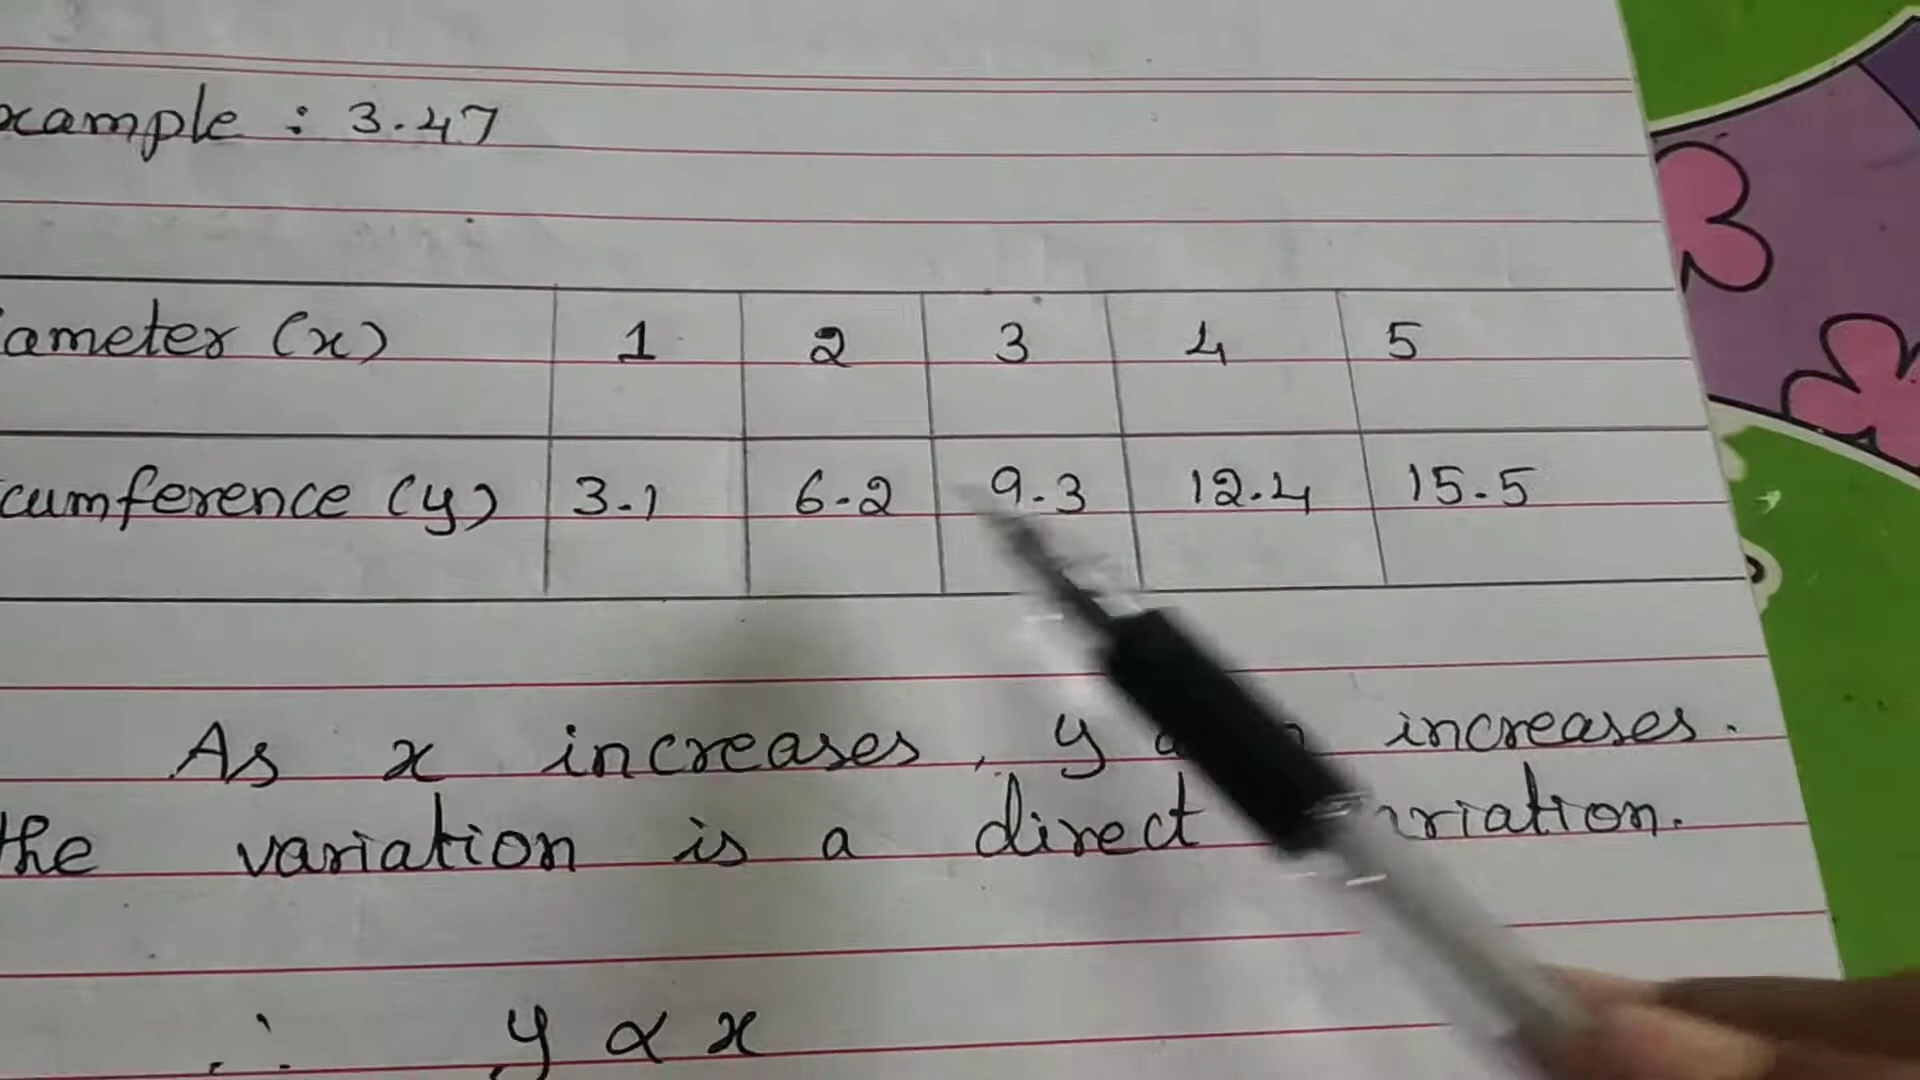 xample : 3.47
ameter (x) 1 2 3 4 5
cumference (y) 3.1 6.2 9.3 12.4 15.5
As x increases, y increases.
the variation is a direct riation.
∴ y ∝ x